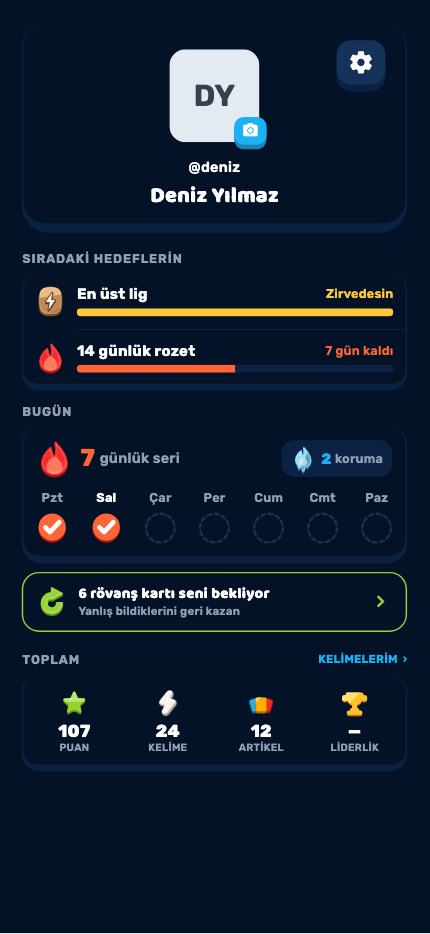 DY
@deniz
Deniz Yılmaz
SIRADAKİ HEDEFLERİN
En üst lig Zirvedesin
14 günlük rozet 7 gün kaldı
BUGÜN
7 günlük seri 2 koruma
Pzt Sal Çar Per Cum Cmt Paz
6 rövanş kartı seni bekliyor
Yanlış bildiklerini geri kazan
TOPLAM KELİMELERİM ›
107 24 12 –
PUAN KELİME ARTİKEL LİDERLİK